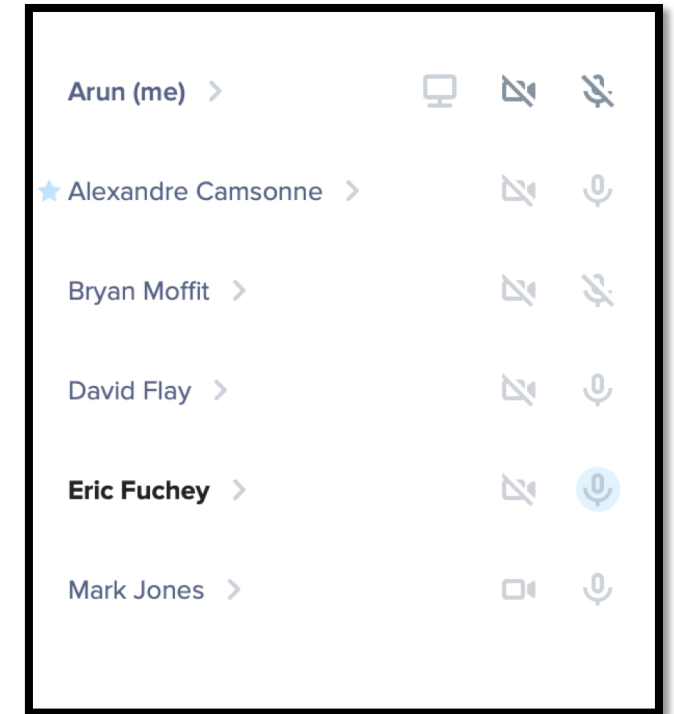 Arun (me)
Alexandre Camsonne
Bryan Moffit
David Flay
Eric Fuchey
Mark Jones